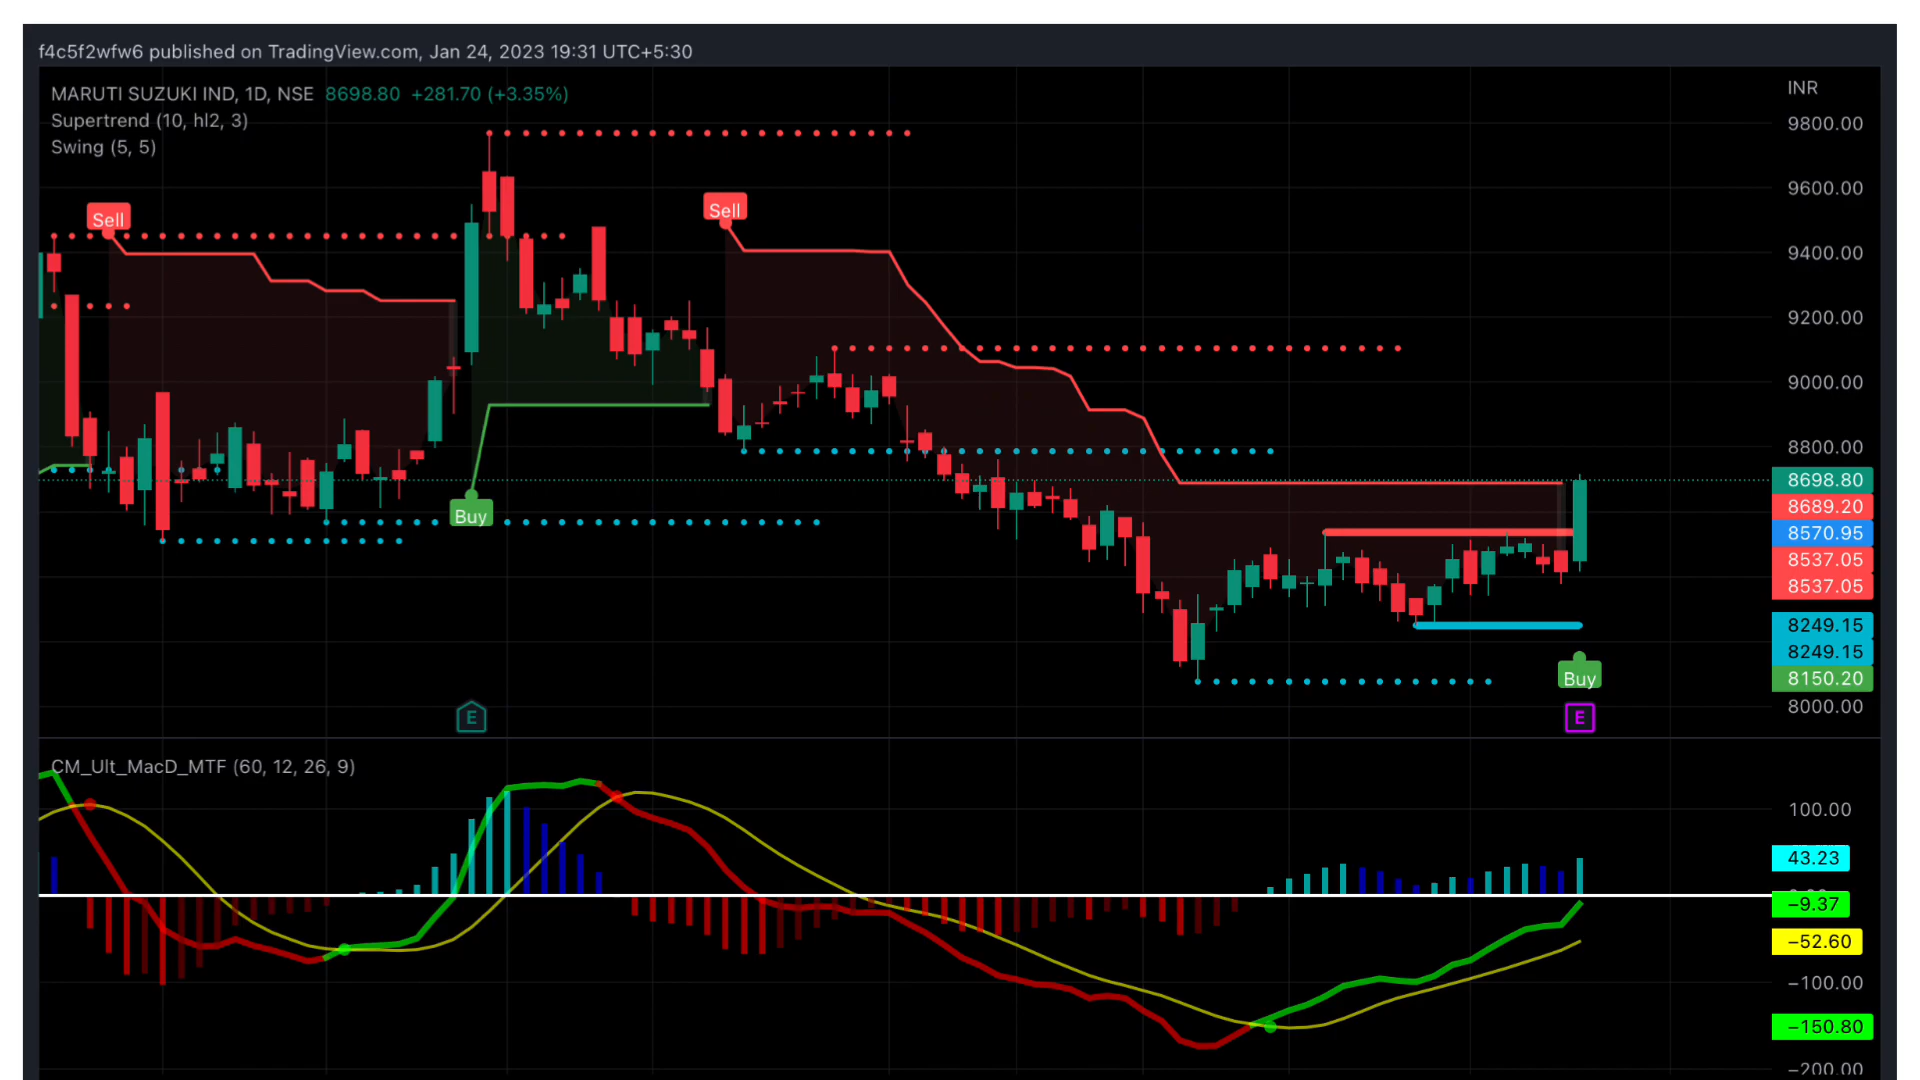 f4c5f2wfw6 published on TradingView.com, Jan 24, 2023 19:31 UTC+5:30
MARUTI SUZUKI IND, 1D, NSE 8698.80 +281.70 (+3.35%)
Supertrend (10, hl2, 3)
Swing (5, 5)
INR
9800.00
9600.00
9400.00
9200.00
9000.00
8800.00
8698.80
8689.20
8570.95
8537.05
8537.05
8249.15
8249.15
8150.20
8000.00
Sell
Sell
Buy
Buy
E
E
CM_Ult_MacD_MTF (60, 12, 26, 9)
100.00
43.23
−9.37
−52.60
−100.00
−150.80
−200.00